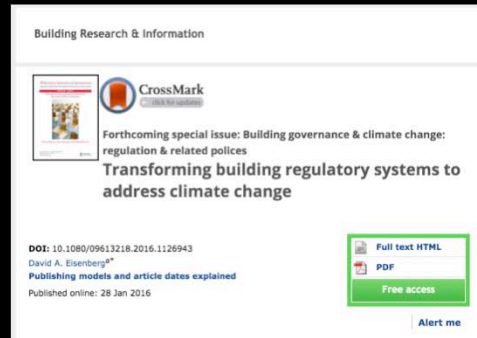 Building Research & Information
CrossMark
click for updates
Forthcoming special issue: Building governance & climate change:
regulation & related polices
Transforming building regulatory systems to
address climate change
DOI: 10.1080/09613218.2016.1126943
David A. Eisenbergª*
Publishing models and article dates explained
Published online: 28 Jan 2016
Full text HTML
PDF
Free access
Alert me